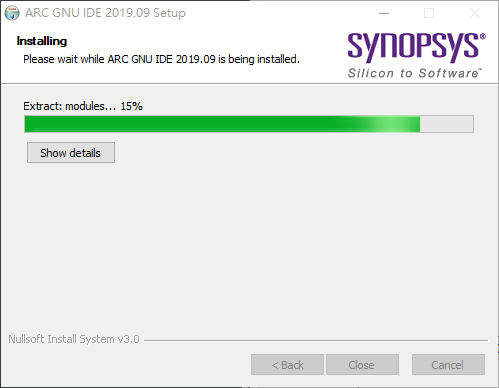 ARC GNU IDE 2019.09 Setup
Installing
Please wait while ARC GNU IDE 2019.09 is being installed.
SYNOPSYS®
Silicon to Software™
Extract: modules... 15%
Show details
Nullsoft Install System v3.0
< Back
Close
Cancel